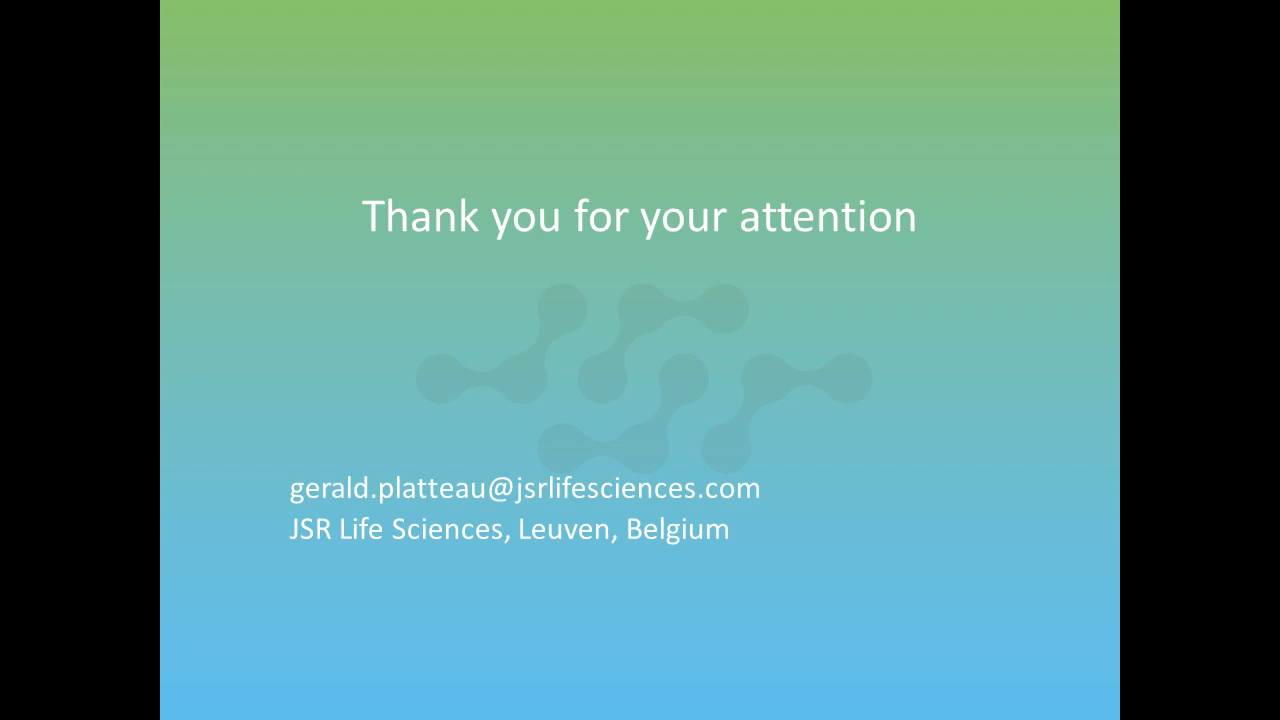 Thank you for your attention
gerald.platteau@jsrlifesciences.com
JSR Life Sciences, Leuven, Belgium